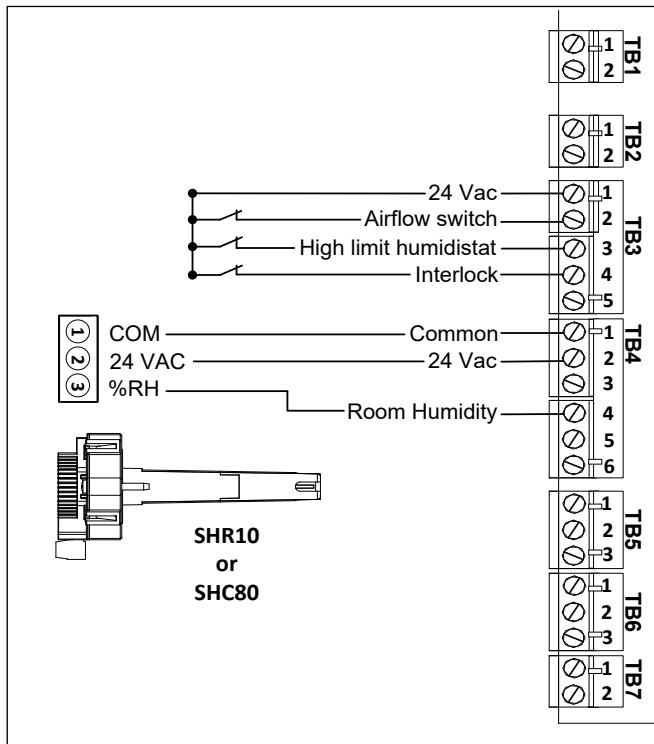 1
2
TB1
1
2
TB2
24 Vac 1
Airflow switch 2
High limit humidistat 3
Interlock 4
5
TB3
1 COM Common 1
2 24 VAC 24 Vac 2
3 %RH 3
Room Humidity 4
5
6
TB4
SHR10
or
SHC80
1
2
3
TB5
1
2
3
TB6
1
2
TB7